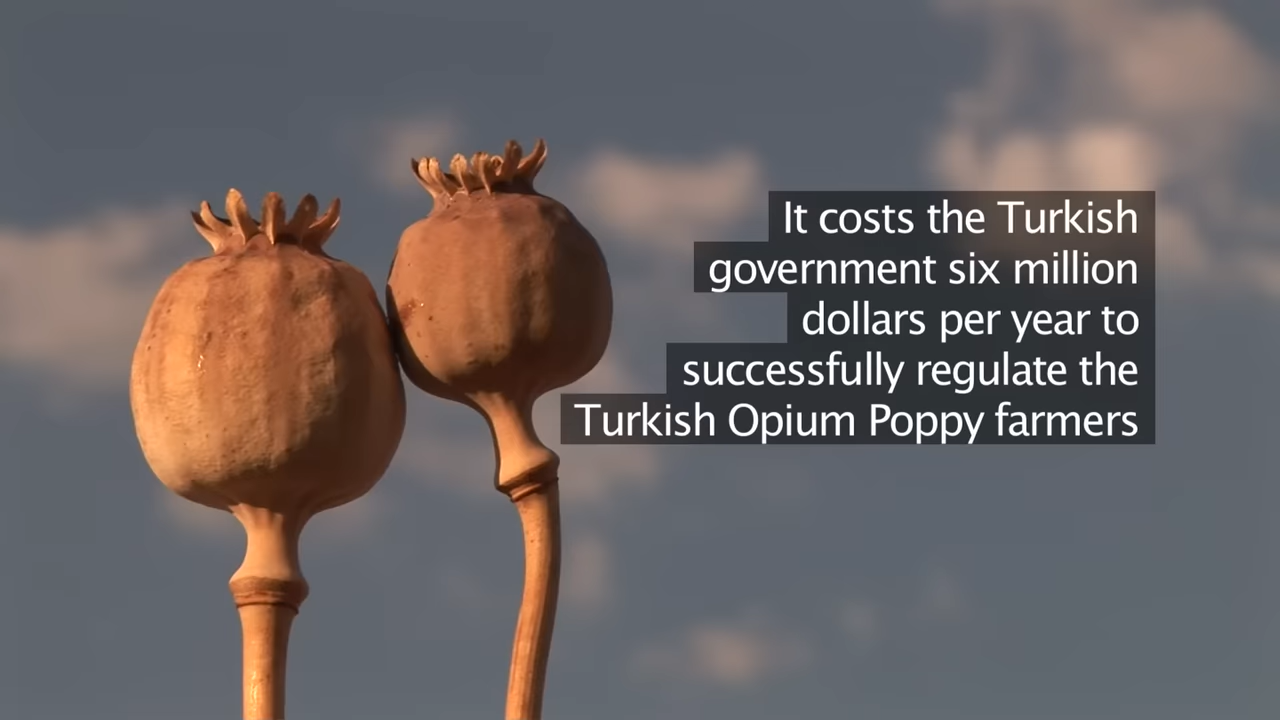 It costs the Turkish
government six million
dollars per year to
successfully regulate the
Turkish Opium Poppy farmers